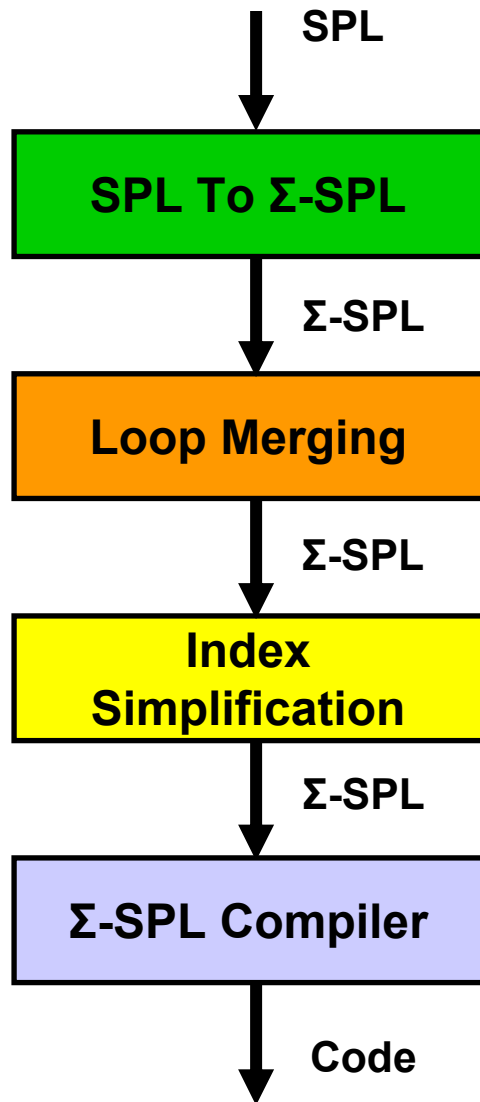 SPL
SPL To Σ-SPL
Σ-SPL
Loop Merging
Σ-SPL
Index
Simplification
Σ-SPL
Σ-SPL Compiler
Code